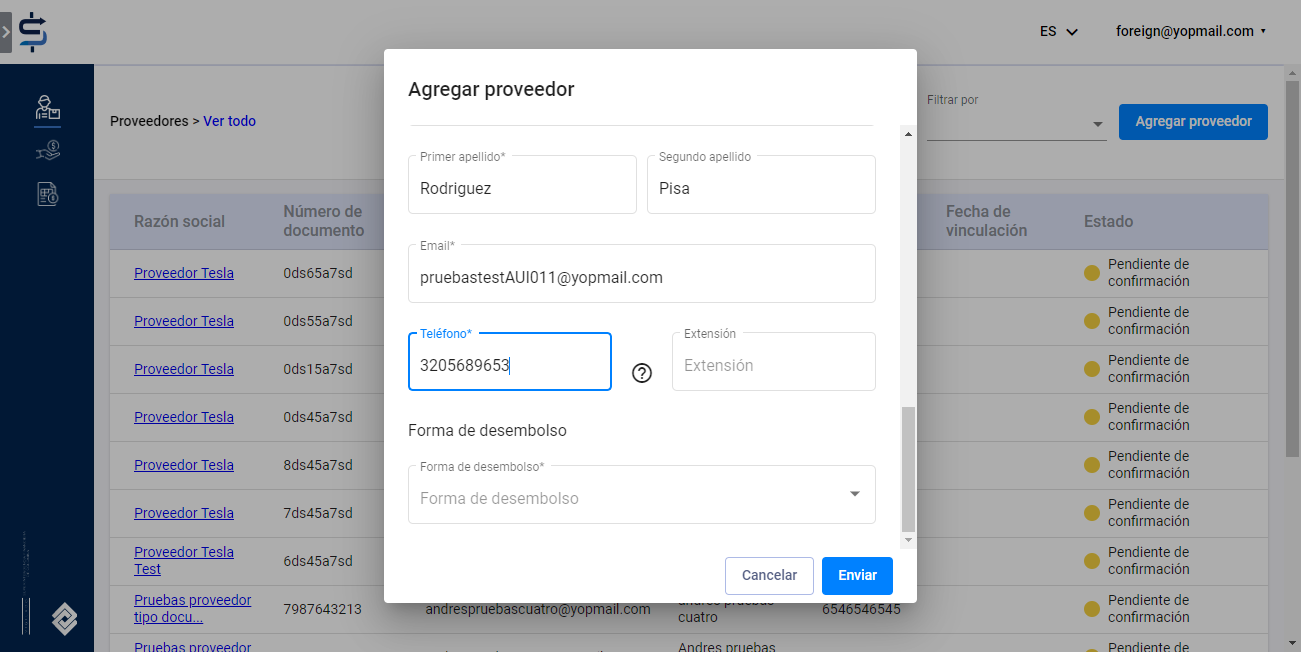 ES
foreign@yopmail.com
Agregar proveedor
Proveedores > Ver todo
Filtrar por
Agregar proveedor
Primer apellido*
Rodriguez
Segundo apellido
Pisa
Email*
pruebastestAUI011@yopmail.com
Teléfono*
3205689653
Extensión
Extensión
Forma de desembolso
Forma de desembolso*
Forma de desembolso
Cancelar
Enviar
Razón social
Número de
documento
Fecha de
vinculación
Estado
Proveedor Tesla
0ds65a7sd
Pendiente de
confirmación
Proveedor Tesla
0ds55a7sd
Pendiente de
confirmación
Proveedor Tesla
0ds15a7sd
Pendiente de
confirmación
Proveedor Tesla
0ds45a7sd
Pendiente de
confirmación
Proveedor Tesla
8ds45a7sd
Pendiente de
confirmación
Proveedor Tesla
7ds45a7sd
Pendiente de
confirmación
Proveedor Tesla
Test
6ds45a7sd
Pendiente de
confirmación
Pruebas proveedor
tipo docu...
7987643213
andrespruebascuatro@yopmail.com
andres pruebas
cuatro
6546546545
Pendiente de
confirmación
Pruebas proveedor
Andres pruebas
Pendiente de